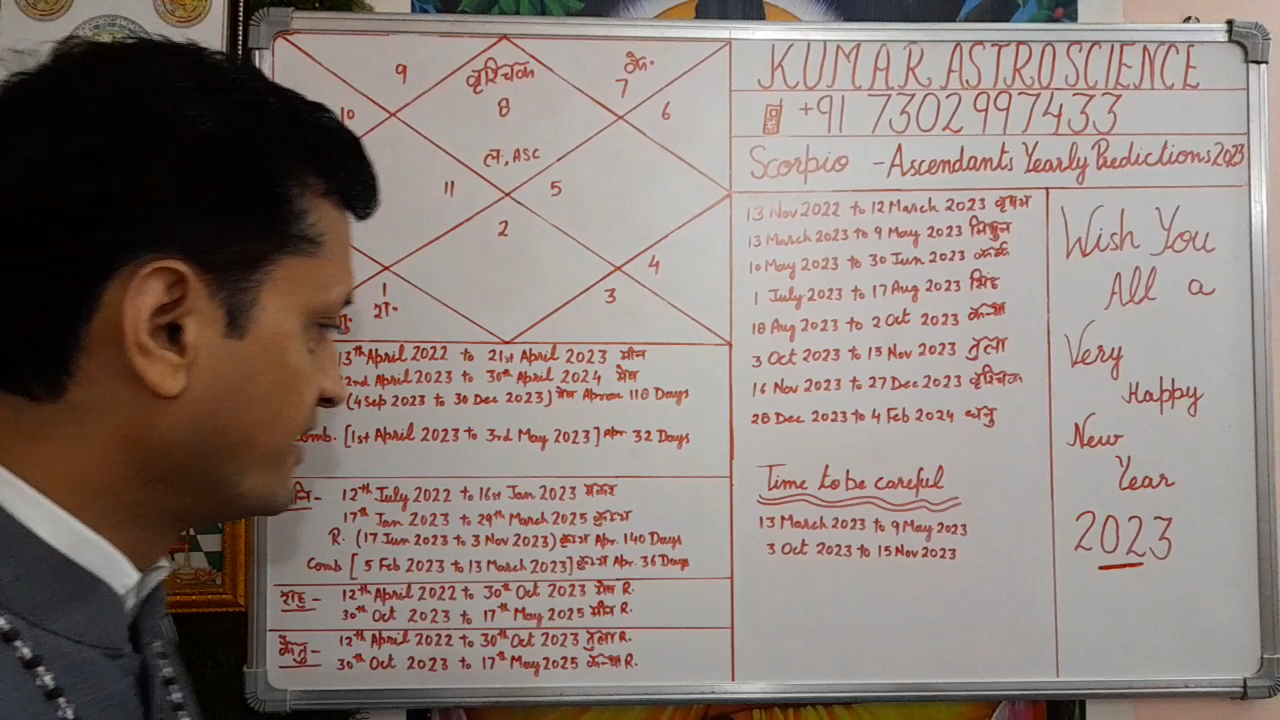 9
वृश्चिक
के.
7
10
8
6
ल. ASC
11
5
2
4
1
श.
3
13th April 2022 to 21st April 2023 मीन
2nd April 2023 to 30th April 2024 मेष
(4 Sep 2023 to 30 Dec 2023) मेष Aprox 118 Days
Comb. [1st April 2023 to 3rd May 2023] Apr. 32 Days
12th July 2022 to 16st Jan 2023 मकर
17th Jan 2023 to 29th March 2025 कुंभ
R. (17 Jun 2023 to 3 Nov 2023) कुंभ Apr. 140 Days
Comb [5 Feb 2023 to 13 March 2023] कुंभ Apr. 36 Days
राहु - 12th April 2022 to 30th Oct 2023 मेष R.
30th Oct 2023 to 17th May 2025 मीन R.
केतु - 12th April 2022 to 30th Oct 2023 तुला R.
30th Oct 2023 to 17th May 2025 कन्या R.
KUMAR ASTROSCIENCE
+91 7302997433
Scorpio - Ascendants Yearly Predictions 2023
13 Nov 2022 to 12 March 2023 वृषभ
13 March 2023 to 9 May 2023 मिथुन
10 May 2023 to 30 Jun 2023 कर्क
1 July 2023 to 17 Aug 2023 सिंह
18 Aug 2023 to 2 Oct 2023 कन्या
3 Oct 2023 to 15 Nov 2023 तुला
16 Nov 2023 to 27 Dec 2023 वृश्चिक
28 Dec 2023 to 4 Feb 2024 धनु
Time to be careful
13 March 2023 to 9 May 2023
3 Oct 2023 to 15 Nov 2023
Wish You
All a
Very
Happy
New
Year
2023